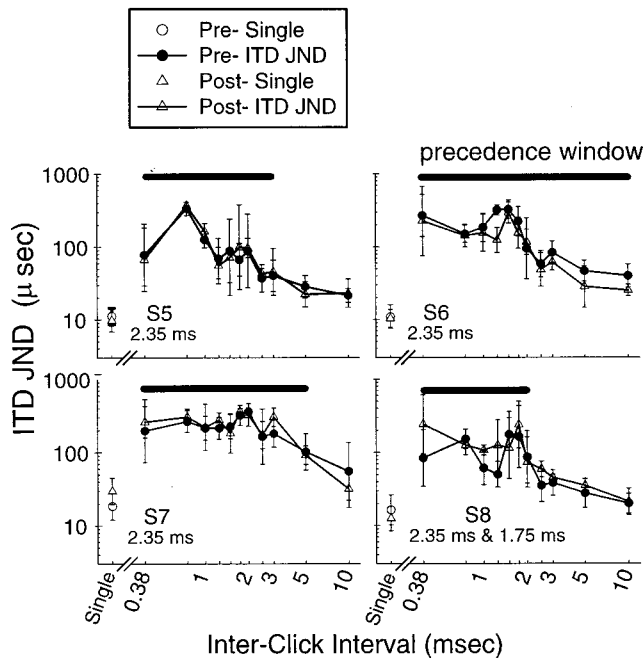 Pre- Single
Pre- ITD JND
Post- Single
Post- ITD JND
precedence window
ITD JND (μ sec)
1000
100
10
S5
2.35 ms
S6
2.35 ms
1000
100
10
S7
2.35 ms
S8
2.35 ms & 1.75 ms
Single
0.38
1
2
3
5
10
Single
0.38
1
2
3
5
10
Inter-Click Interval (msec)